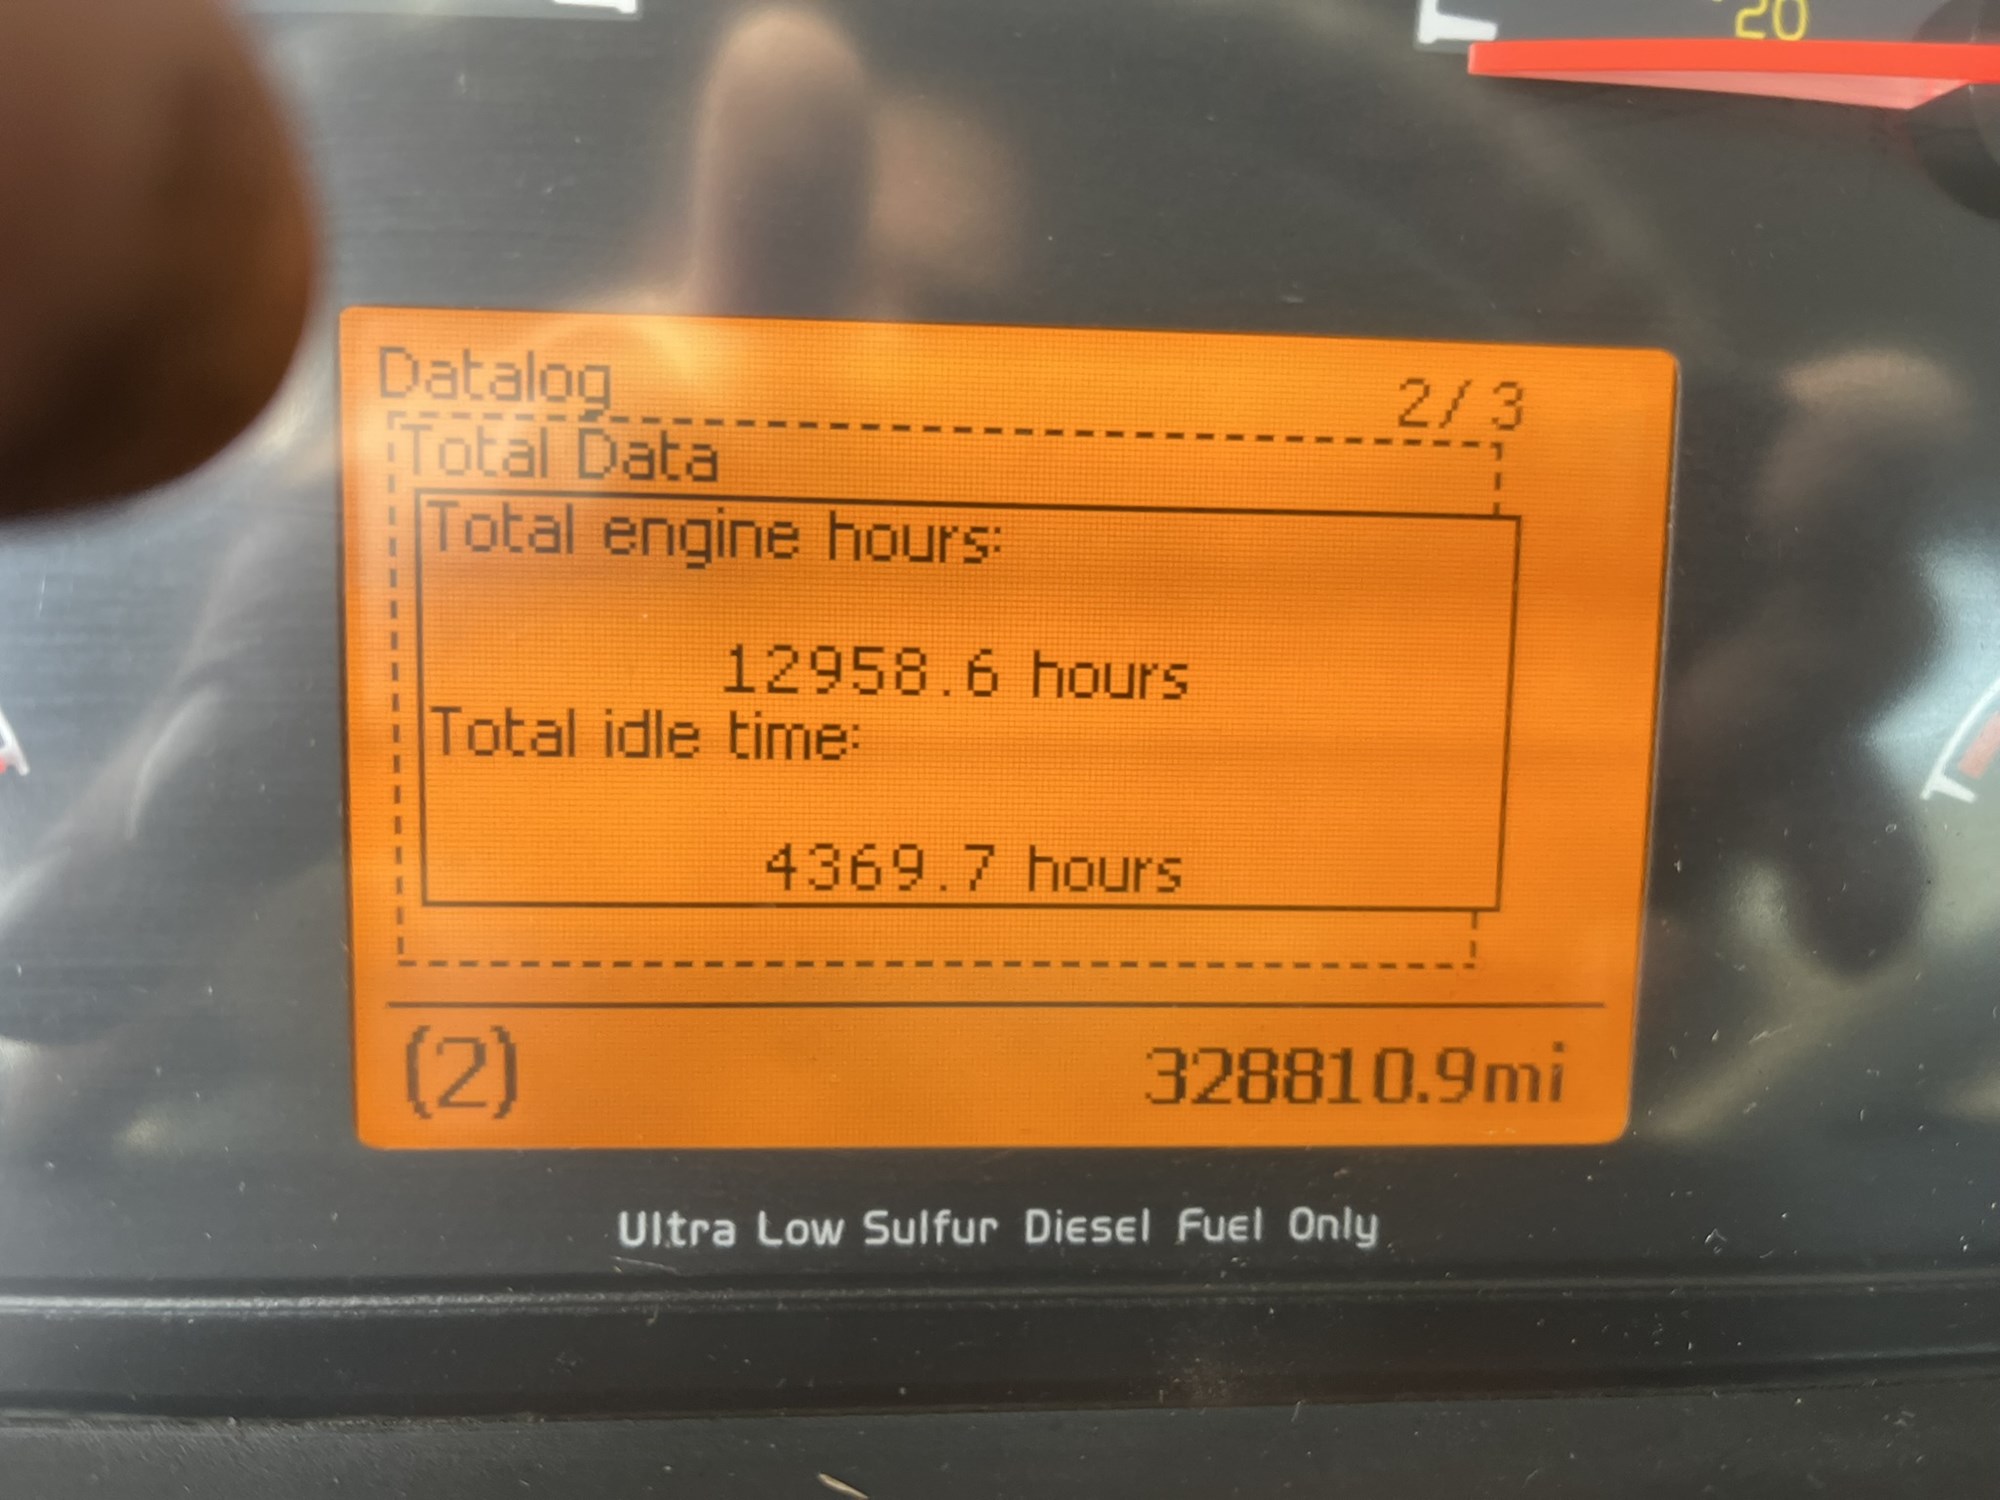 20
Datalog 2/3
Total Data
Total engine hours:
12958.6 hours
Total idle time:
4369.7 hours
(2) 328810.9mi
Ultra Low Sulfur Diesel Fuel Only